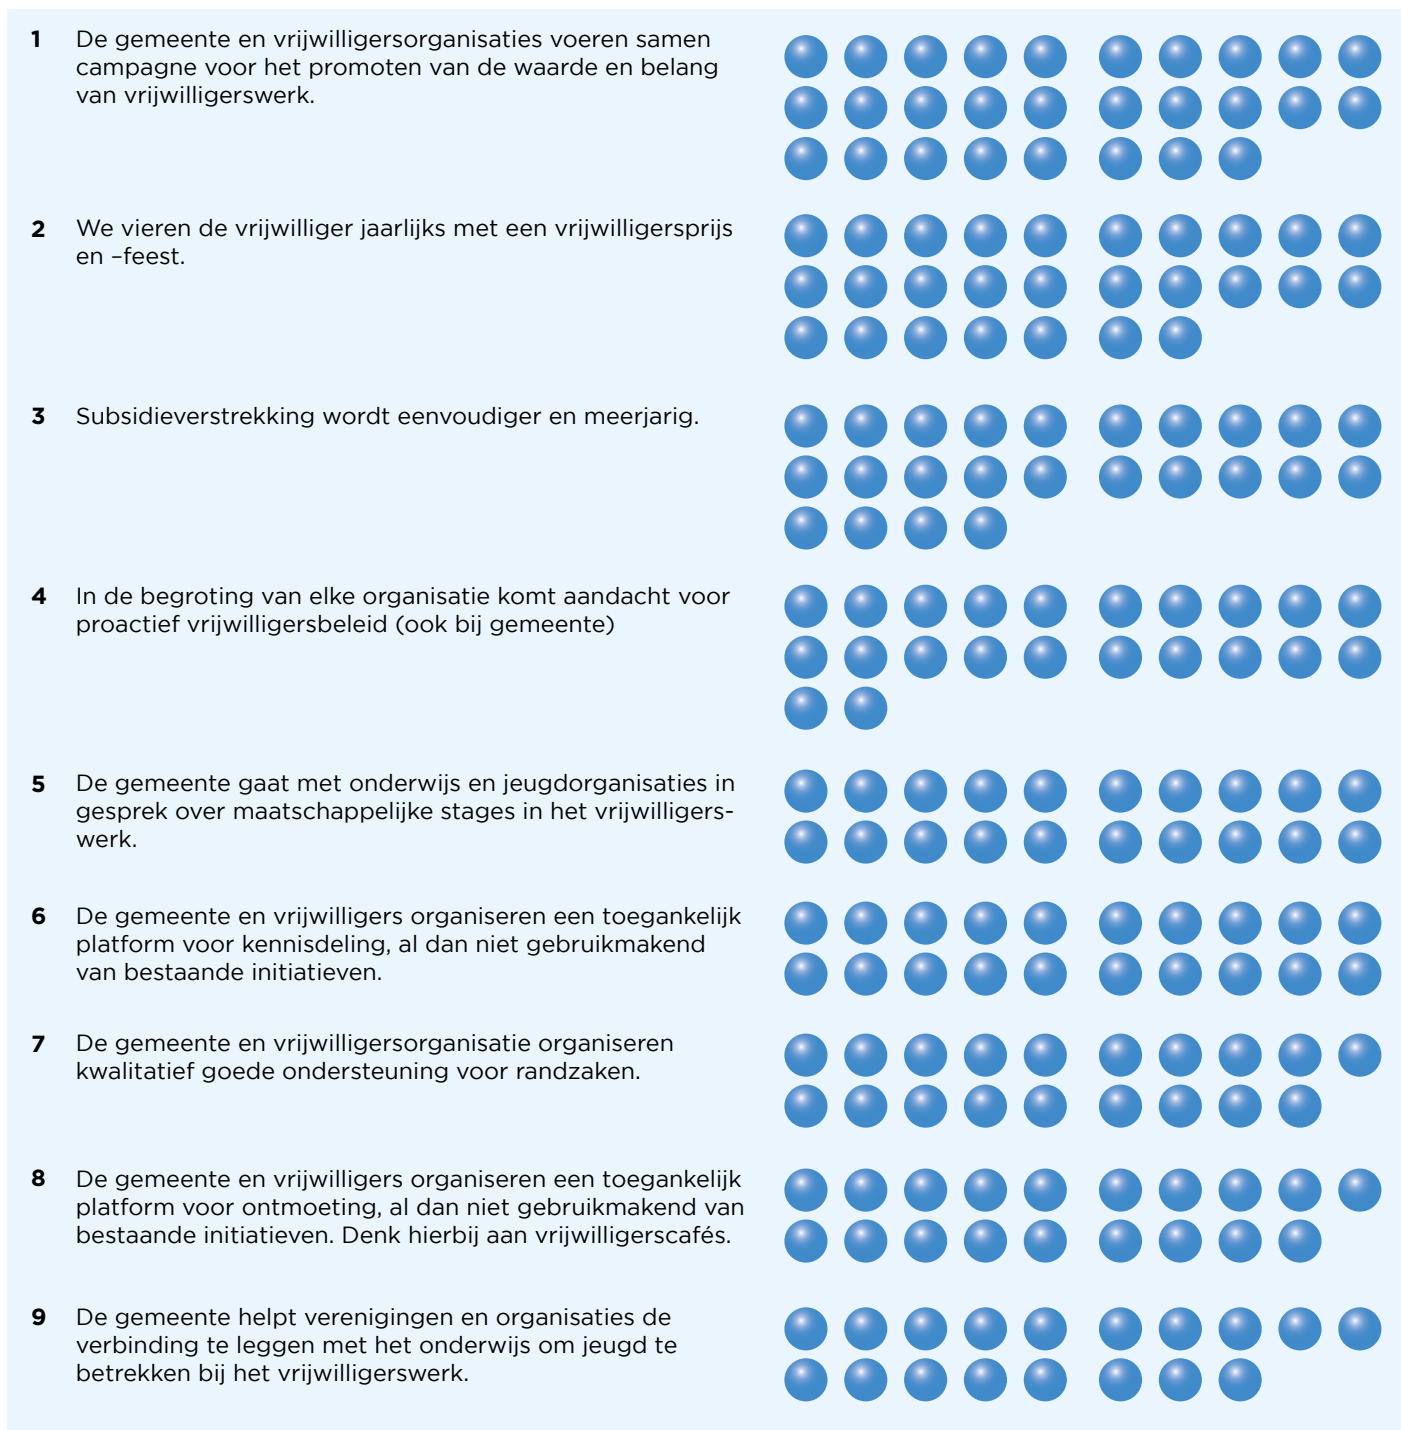 1 De gemeente en vrijwilligersorganisaties voeren samen
campagne voor het promoten van de waarde en belang
van vrijwilligerswerk.
2 We vieren de vrijwilliger jaarlijks met een vrijwilligersprijs
en –feest.
3 Subsidieverstrekking wordt eenvoudiger en meerjarig.
4 In de begroting van elke organisatie komt aandacht voor
proactief vrijwilligersbeleid (ook bij gemeente)
5 De gemeente gaat met onderwijs en jeugdorganisaties in
gesprek over maatschappelijke stages in het vrijwilligers-
werk.
6 De gemeente en vrijwilligers organiseren een toegankelijk
platform voor kennisdeling, al dan niet gebruikmakend
van bestaande initiatieven.
7 De gemeente en vrijwilligersorganisatie organiseren
kwalitatief goede ondersteuning voor randzaken.
8 De gemeente en vrijwilligers organiseren een toegankelijk
platform voor ontmoeting, al dan niet gebruikmakend van
bestaande initiatieven. Denk hierbij aan vrijwilligerscafés.
9 De gemeente helpt verenigingen en organisaties de
verbinding te leggen met het onderwijs om jeugd te
betrekken bij het vrijwilligerswerk.